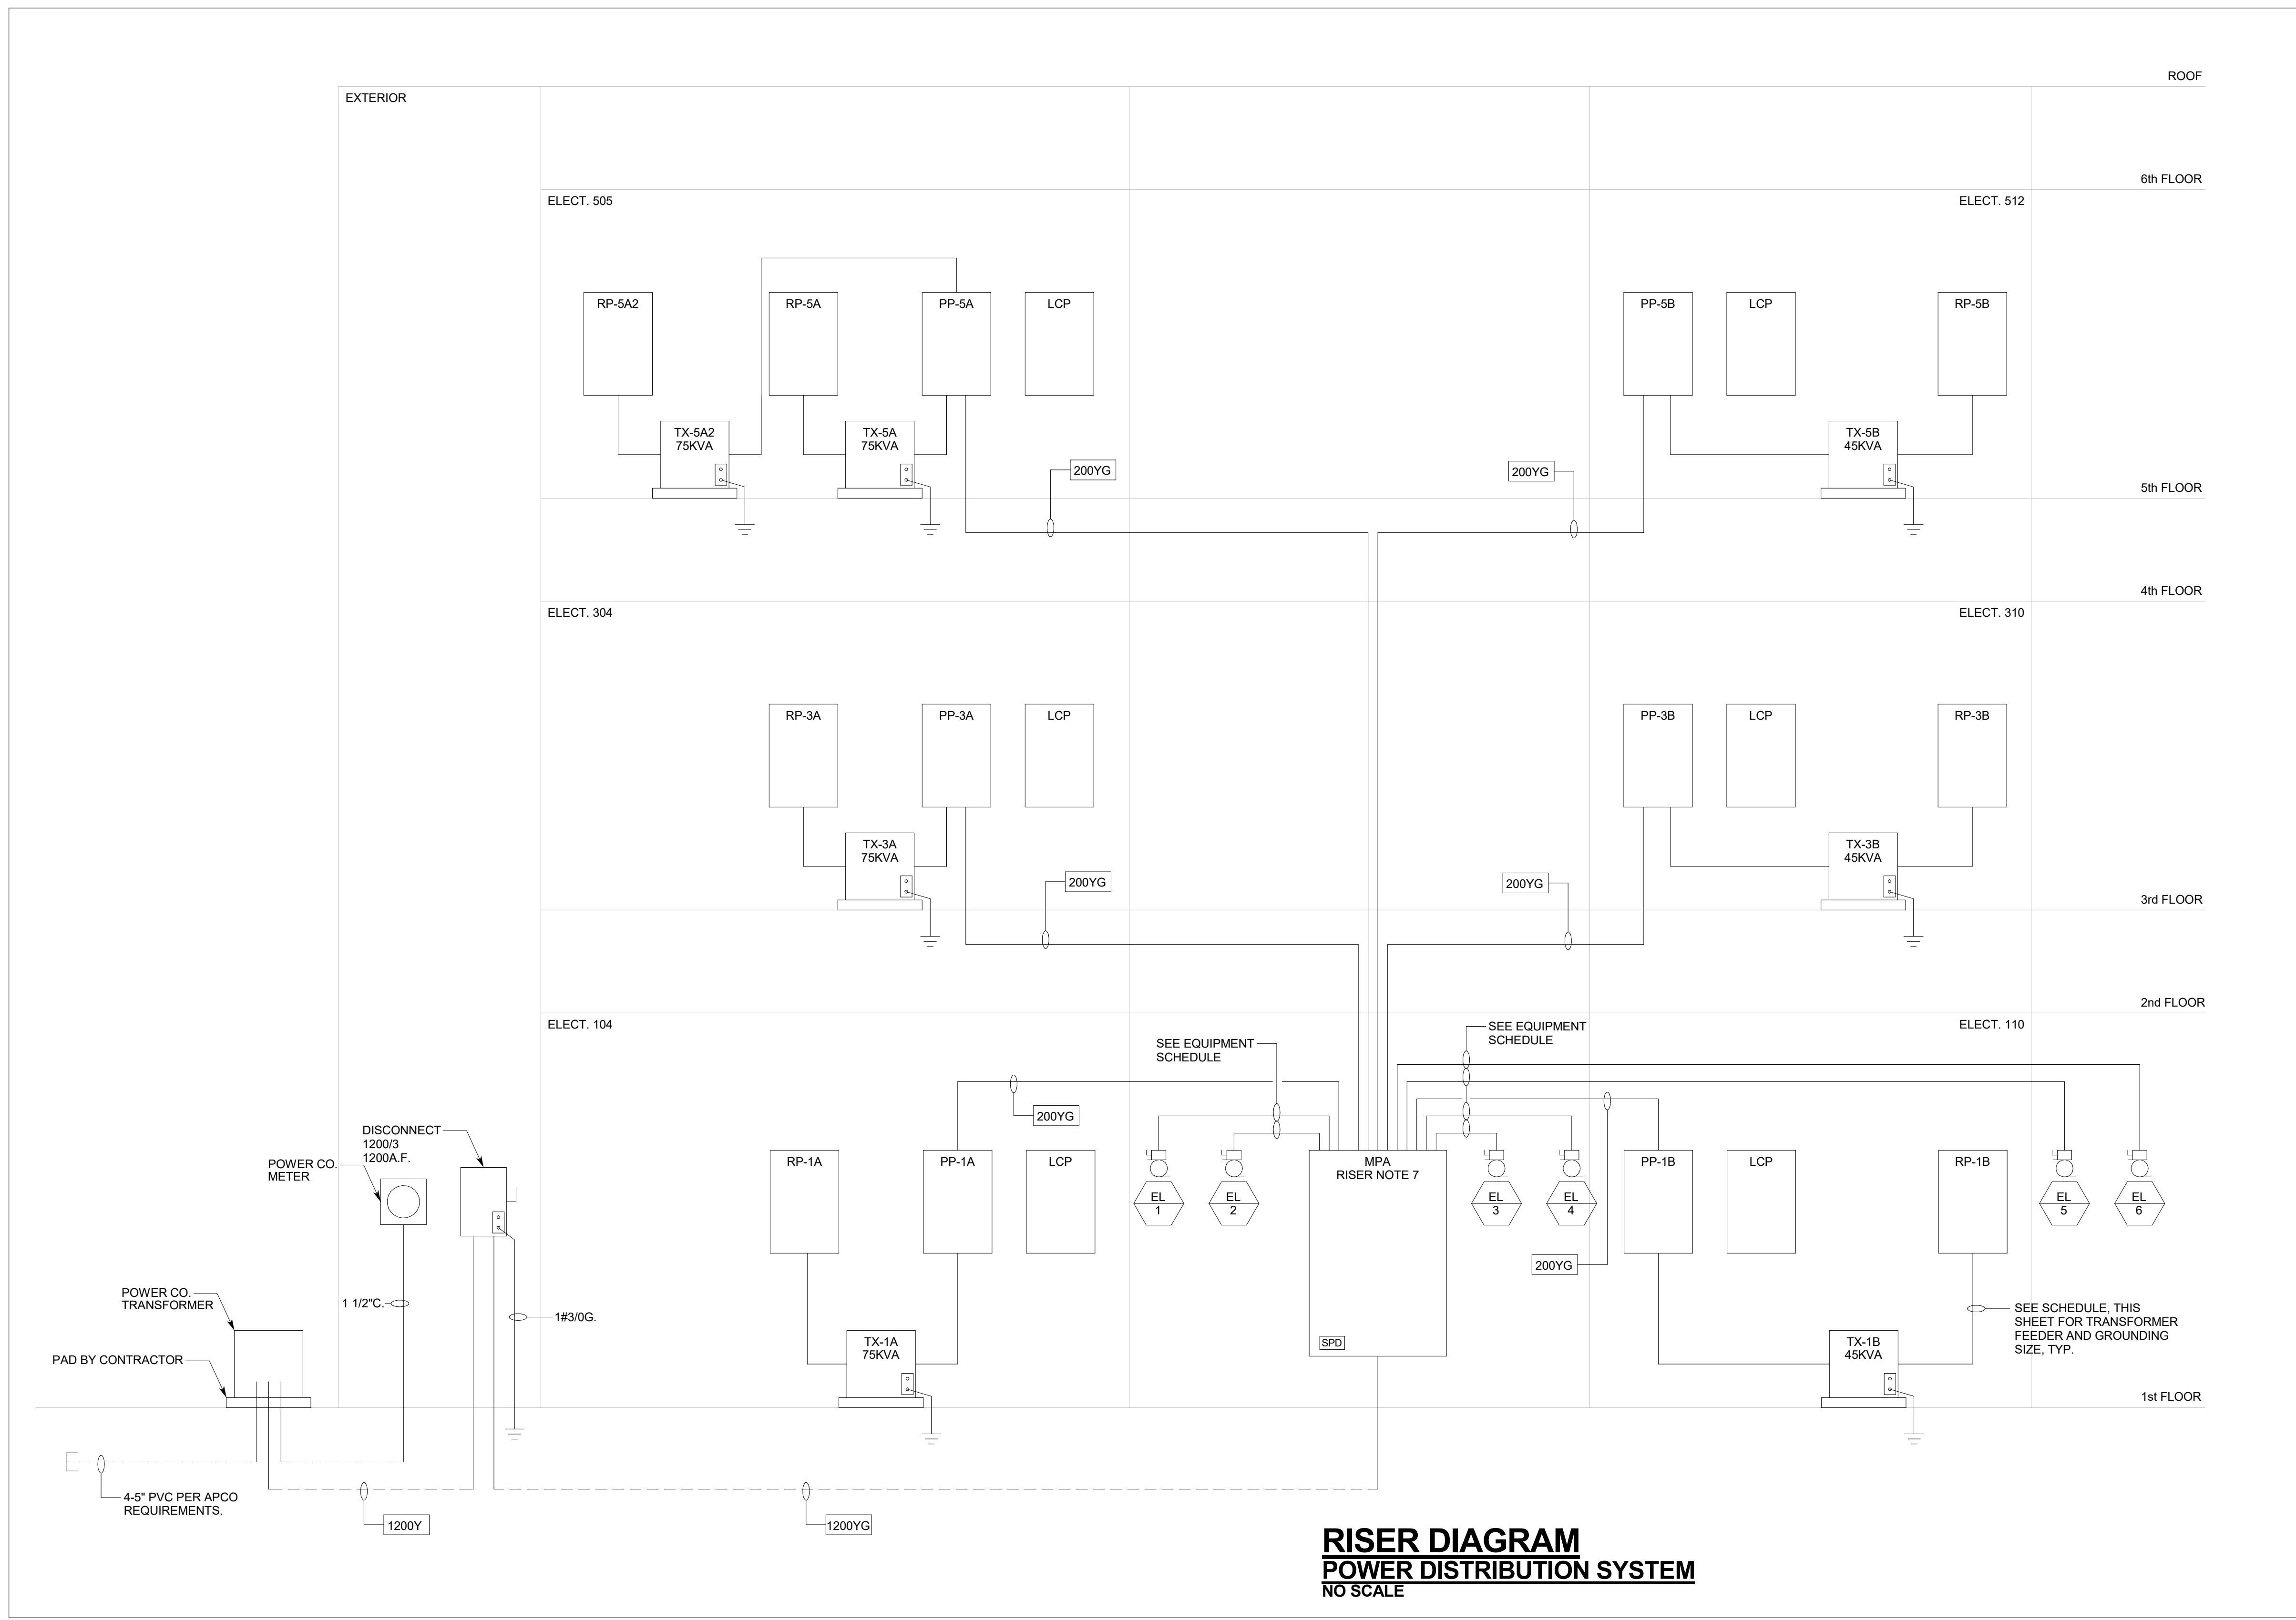 ROOF
EXTERIOR
6th FLOOR
ELECT. 505
ELECT. 512
RP-5A2
RP-5A
PP-5A
LCP
PP-5B
LCP
RP-5B
TX-5A2
75KVA
TX-5A
75KVA
TX-5B
45KVA
200YG
200YG
5th FLOOR
4th FLOOR
ELECT. 304
ELECT. 310
RP-3A
PP-3A
LCP
PP-3B
LCP
RP-3B
TX-3A
75KVA
TX-3B
45KVA
200YG
200YG
3rd FLOOR
2nd FLOOR
ELECT. 104
SEE EQUIPMENT
SCHEDULE
SEE EQUIPMENT
SCHEDULE
ELECT. 110
200YG
DISCONNECT
1200/3
1200A.F.
POWER CO.
METER
RP-1A
PP-1A
LCP
MPA
RISER NOTE 7
PP-1B
LCP
RP-1B
EL
1
EL
2
EL
3
EL
4
EL
5
EL
6
200YG
POWER CO.
TRANSFORMER
1 1/2"C.
1#3/0G.
SEE SCHEDULE, THIS
SHEET FOR TRANSFORMER
FEEDER AND GROUNDING
SIZE, TYP.
SPD
TX-1A
75KVA
TX-1B
45KVA
PAD BY CONTRACTOR
1st FLOOR
4-5" PVC PER APCO
REQUIREMENTS.
1200Y
1200YG
RISER DIAGRAM
POWER DISTRIBUTION SYSTEM
NO SCALE